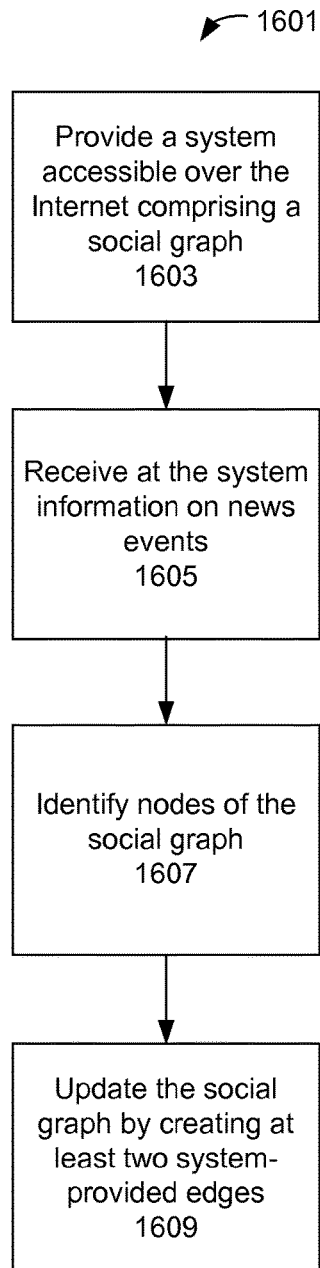 1601
Provide a system
accessible over the
Internet comprising a
social graph
1603
Receive at the system
information on news
events
1605
Identify nodes of the
social graph
1607
Update the social
graph by creating at
least two system-
provided edges
1609